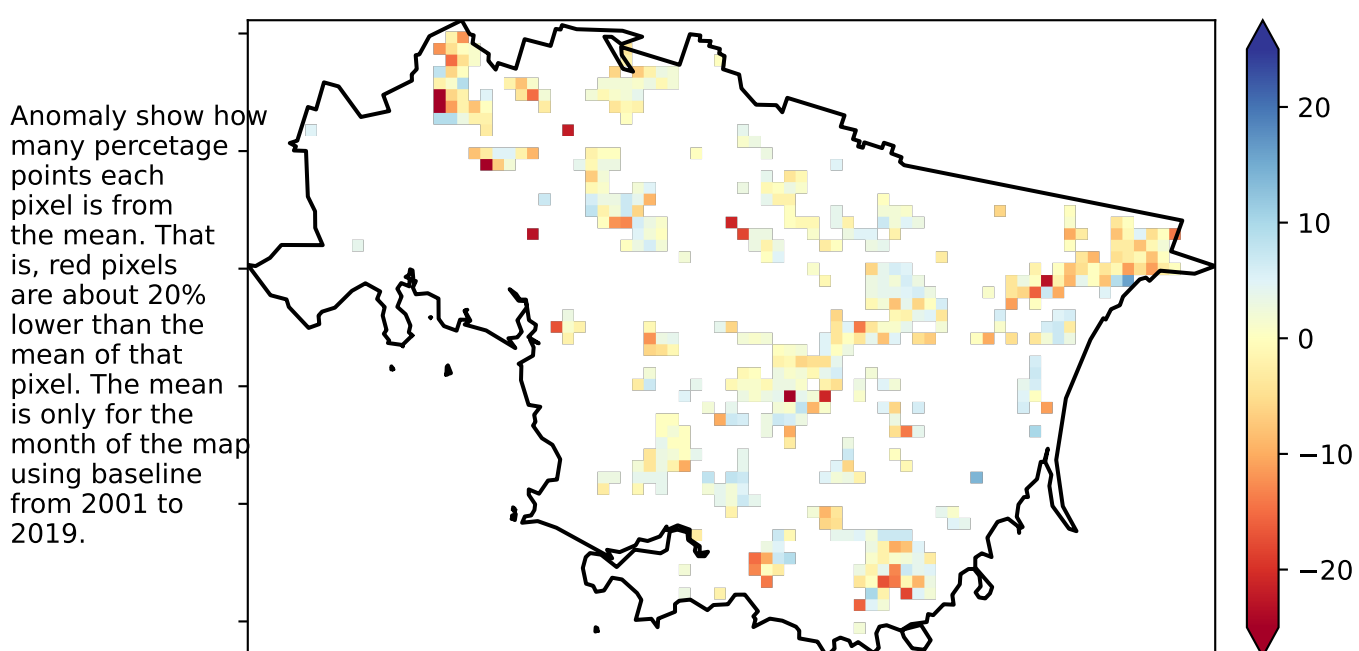 Anomaly show how
many percetage
points each
pixel is from
the mean. That
is, red pixels
are about 20%
lower than the
mean of that
pixel. The mean
is only for the
month of the map
using baseline
from 2001 to
2019.
20
10
0
−10
−20